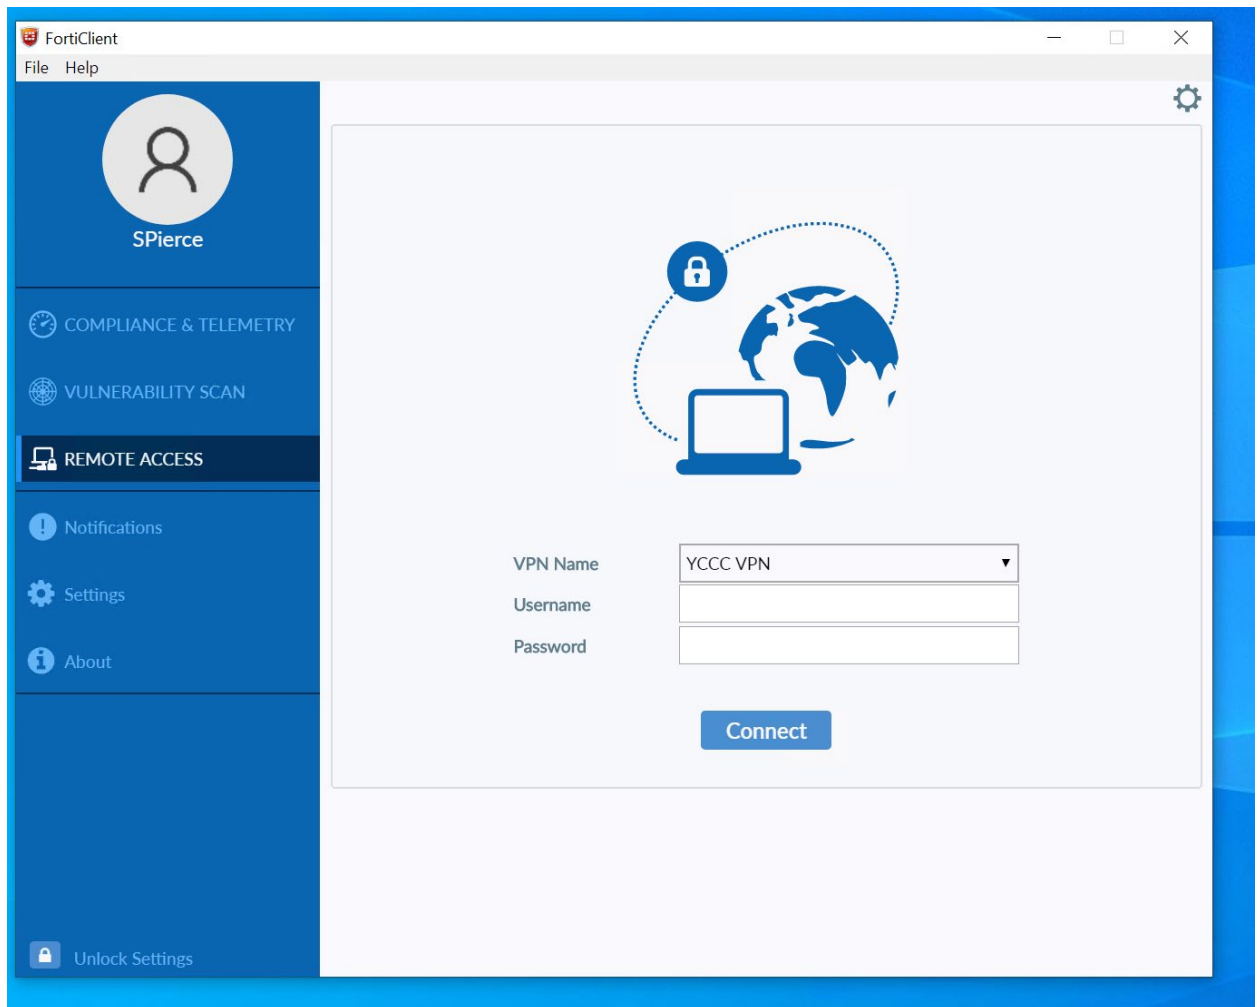 FortiClient
File Help
SPierce
COMPLIANCE & TELEMETRY
VULNERABILITY SCAN
REMOTE ACCESS
Notifications
Settings
About
Unlock Settings
VPN Name YCCC VPN
Username
Password
Connect